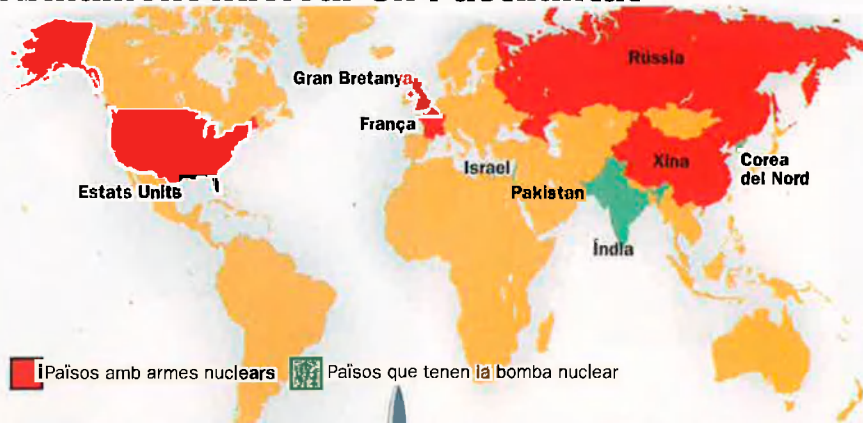 Gran Bretanya
Rússia
França
Israel
Xina
Corea
del Nord
Estats Units
Pakistan
Índia
Països amb armes nuclears
Països que tenen la bomba nuclear